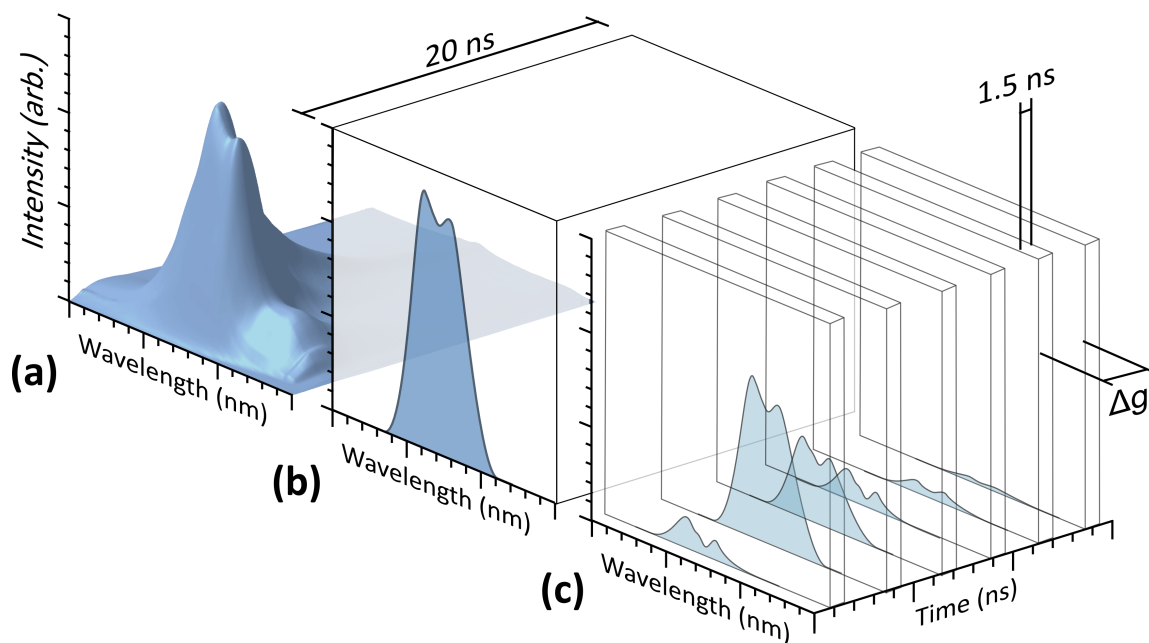 20 ns
1.5 ns
Intensity (arb.)
Wavelength (nm)
(a)
Δg
Wavelength (nm)
(b)
Wavelength (nm)
Time (ns)
(c)